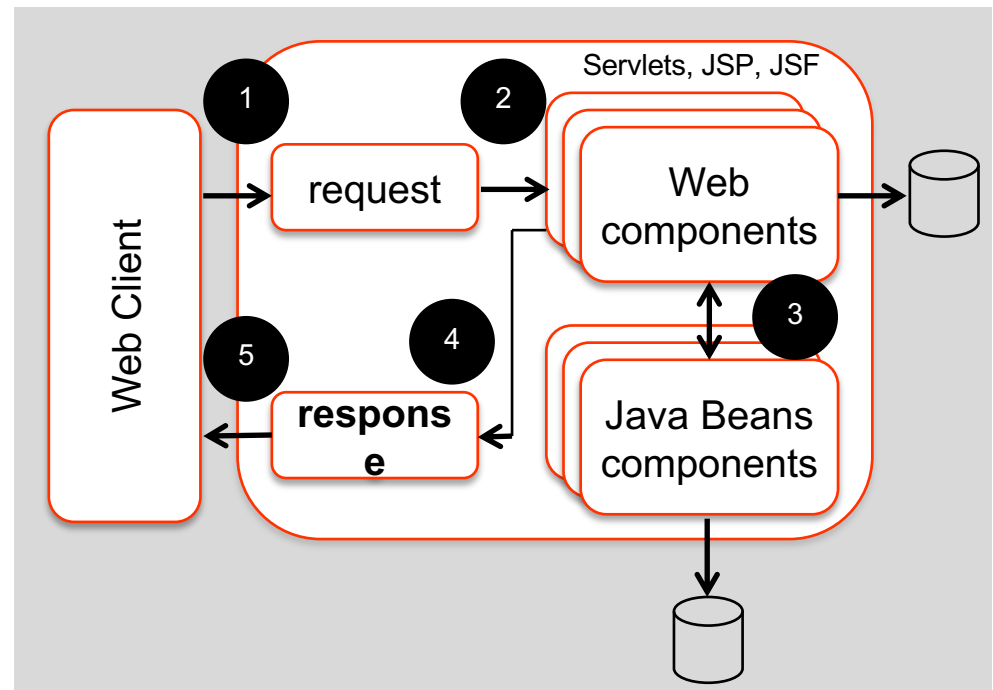 Servlets, JSP, JSF
1
2
request
Web
components
Web Client
3
4
5
respons
e
Java Beans
components